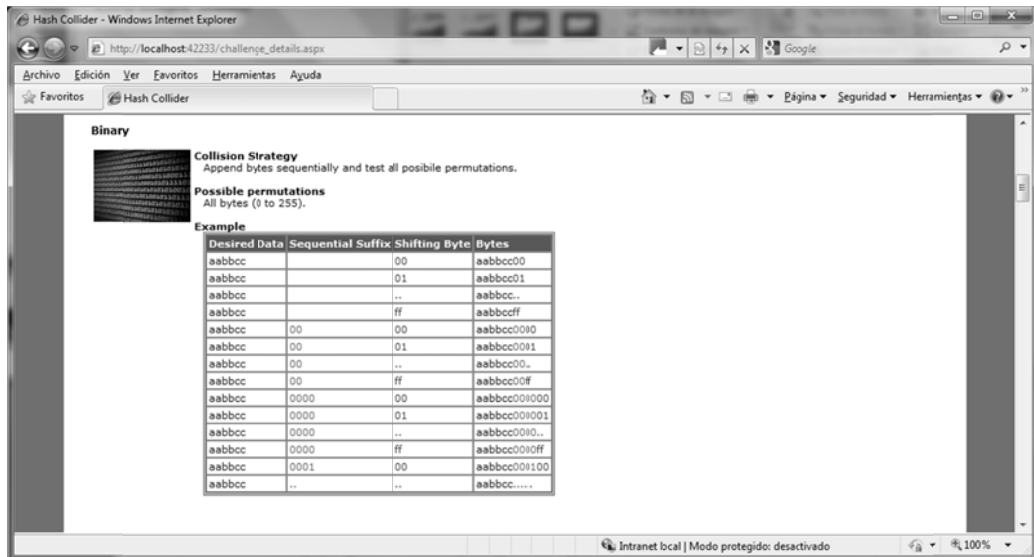 Hash Collider - Windows Internet Explorer
http://localhost:42233/challenge_details.aspx
Google
Archivo Edición Ver Favoritos Herramientas Ayuda
Favoritos Hash Collider Página Seguridad Herramientas
Binary
Collision Strategy
Append bytes sequentially and test all posibile permutations.
Possible permutations
All bytes (0 to 255).
Example
Desired Data Sequential Suffix Shifting Byte Bytes
aabbcc 00 aabbcc00
aabbcc 01 aabbcc01
aabbcc .. aabbcc..
aabbcc ff aabbccff
aabbcc 00 00 aabbcc0000
aabbcc 00 01 aabbcc0001
aabbcc 00 .. aabbcc00..
aabbcc 00 ff aabbcc00ff
aabbcc 0000 00 aabbcc000000
aabbcc 0000 01 aabbcc000001
aabbcc 0000 .. aabbcc0000..
aabbcc 0000 ff aabbcc0000ff
aabbcc 0001 00 aabbcc000100
aabbcc .. .. aabbcc.....
Intranet local | Modo protegido: desactivado 100%